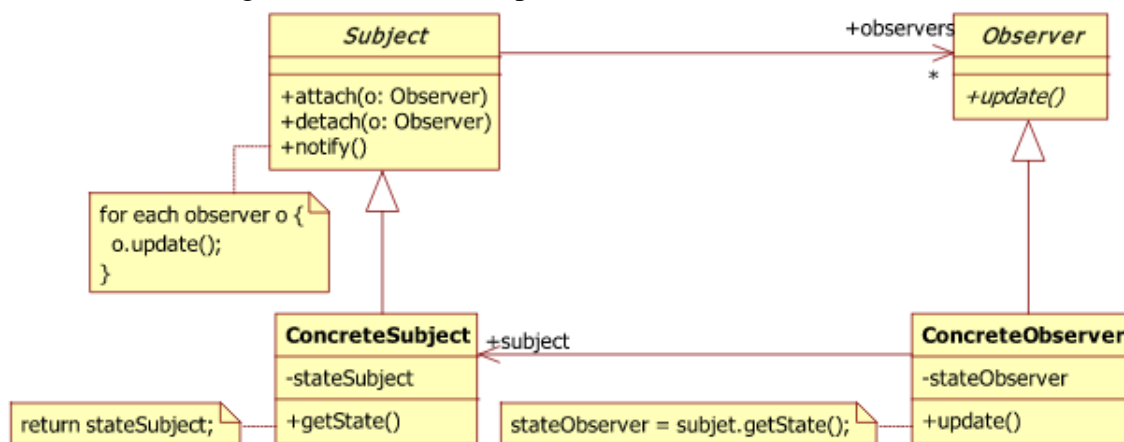 Subject
+observers
Observer
*
+attach(o: Observer)
+detach(o: Observer)
+notify()
+update()
for each observer o {
o.update();
}
ConcreteSubject
+subject
ConcreteObserver
-stateSubject
-stateObserver
return stateSubject;
+getState()
stateObserver = subjet.getState();
+update()